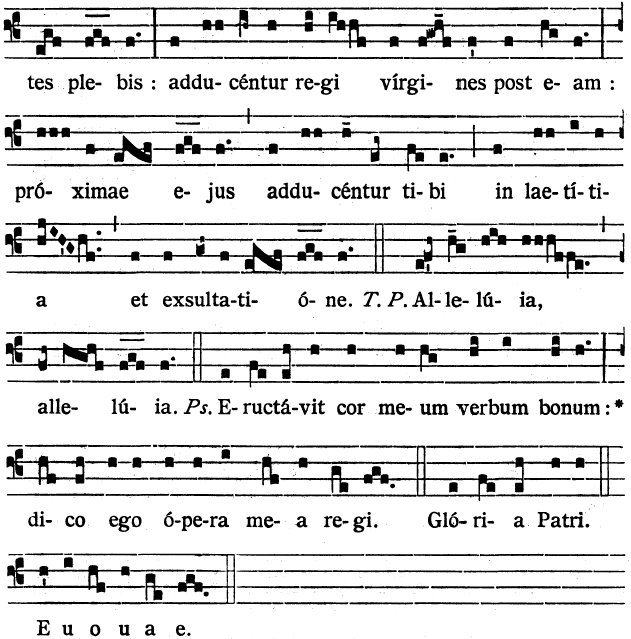 tes ple- bis : addu- céntur re-gi vírgi- nes post e- am :
pró- ximae e- jus addu- céntur ti- bi in lae-tí-ti-
a et exsulta-ti- ó- ne. T. P. Al- le- lú- ia,
alle- lú- ia. Ps. E- ructá-vit cor me- um verbum bonum : *
di- co ego ó-pe-ra me- a re- gi. Gló- ri- a Patri.
E u o u a e.